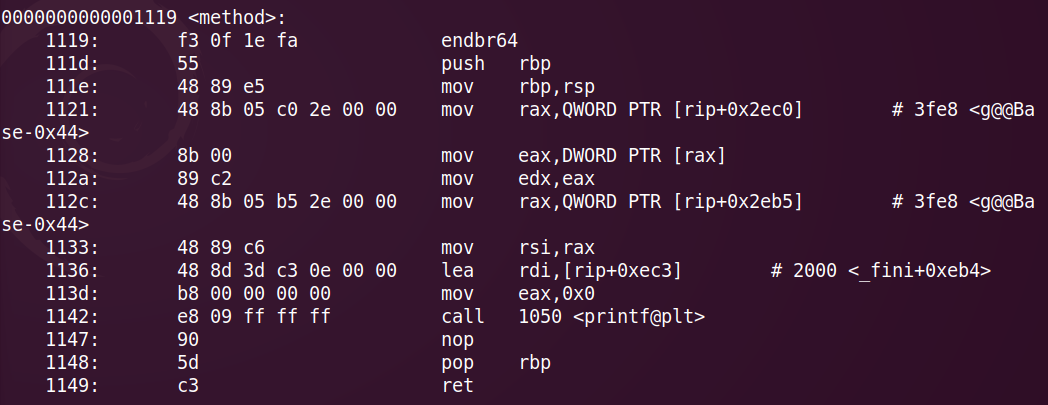 0000000000001119 <method>:
    1119:       f3 0f 1e fa             endbr64
    111d:       55                      push   rbp
    111e:       48 89 e5                mov    rbp,rsp
    1121:       48 8b 05 c0 2e 00 00    mov    rax,QWORD PTR [rip+0x2ec0]        # 3fe8 <g@@Ba
se-0x44>
    1128:       8b 00                   mov    eax,DWORD PTR [rax]
    112a:       89 c2                   mov    edx,eax
    112c:       48 8b 05 b5 2e 00 00    mov    rax,QWORD PTR [rip+0x2eb5]        # 3fe8 <g@@Ba
se-0x44>
    1133:       48 89 c6                mov    rsi,rax
    1136:       48 8d 3d c3 0e 00 00    lea    rdi,[rip+0xec3]        # 2000 <_fini+0xeb4>
    113d:       b8 00 00 00 00          mov    eax,0x0
    1142:       e8 09 ff ff ff          call   1050 <printf@plt>
    1147:       90                      nop
    1148:       5d                      pop    rbp
    1149:       c3                      ret